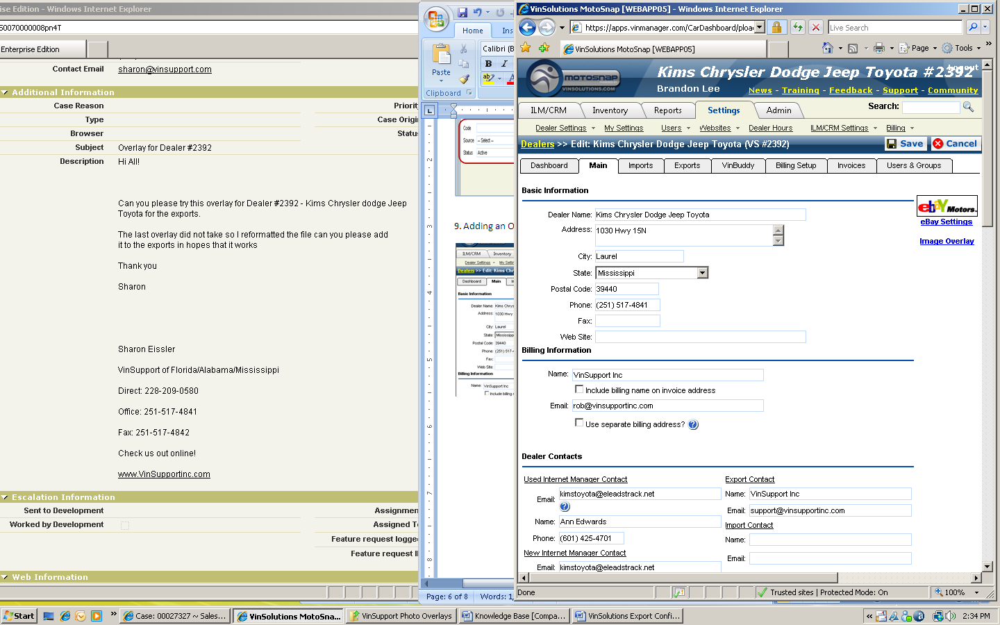 ise Edition - Windows Internet Explorer
50070000008pn4T
Enterprise Edition
Contact Email sharon@vinsupport.com
Additional Information
Case Reason Priorit
Type Case Origi
Browser Status
Subject Overlay for Dealer #2392
Description Hi All!
Can you please try this overlay for Dealer #2392 - Kims Chrysler dodge Jeep
Toyota for the exports.
The last overlay did not take so I reformatted the file can you please add
it to the exports in hopes that it works
Thank you
Sharon
Sharon Eissler
VinSupport of Florida/Alabama/Mississippi
Direct: 228-209-0580
Office: 251-517-4841
Fax: 251-517-4842
Check us out online!
www.VinSupportinc.com
Escalation Information
Sent to Development Assignmen
Worked by Development Assigned T
Feature request logge
Feature request I
Web Information
Home Ins
Paste
Calibri (B
B I
ab
Clipboard
L
Code
Source -- Select --
Status Active
2
3
4
5
6
7
8
9. Adding an O
ILM/CRM Inventory
Dealer Settings My Settings
Dealers >> Edit: Kims Chr
Dashboard Main
Basic Information
Dealer Name: Kims Chrys
Address: 1030 Hwy
City: Laurel
State: Mississipp
Postal Code: 39440
Phone: (251) 517-4
Fax:
Web Site:
Billing Information
Name: VinSupport
Include billing n
Page: 6 of 8 Words: 1,
VinSolutions MotoSnap [WEBAPP05] - Windows Internet Explorer
https://apps.vinmanager.com/CarDashboard/ploa
Live Search
VinSolutions MotoSnap [WEBAPP05]
Page Tools
MOTOSNAP
VINSOLUTIONS.COM
Kims Chrysler Dodge Jeep Toyota #2392
Logout
Brandon Lee
News - Training - Feedback - Support - Community
ILM/CRM Inventory Reports Settings Admin
Search:
Dealer Settings My Settings Users Websites Dealer Hours ILM/CRM Settings Billing
Dealers >> Edit: Kims Chrysler Dodge Jeep Toyota (VS #2392)
Save Cancel
Dashboard Main Imports Exports VinBuddy Billing Setup Invoices Users & Groups
Basic Information
Dealer Name: Kims Chrysler Dodge Jeep Toyota
Address: 1030 Hwy 15N
City: Laurel
State: Mississippi
Postal Code: 39440
Phone: (251) 517-4841
Fax:
Web Site:
ebay Motors.
eBay Settings
Image Overlay
Billing Information
Name: VinSupport Inc
Include billing name on invoice address
Email: rob@vinsupportinc.com
Use separate billing address?
Dealer Contacts
Used Internet Manager Contact
Email: kimstoyota@eleadstrack.net
Name: Ann Edwards
Phone: (601) 425-4701
New Internet Manager Contact
Email: kimstoyota@eleadstrack.net
Export Contact
Name: VinSupport Inc
Email: support@vinsupportinc.com
Import Contact
Name:
Email:
Done
Trusted sites | Protected Mode: On
100%
Start
Case: 00027327 ~ Sales...
VinSolutions MotoSna...
VinSupport Photo Overlays
Knowledge Base [Compa...
VinSolutions Export Confi...
2:34 PM